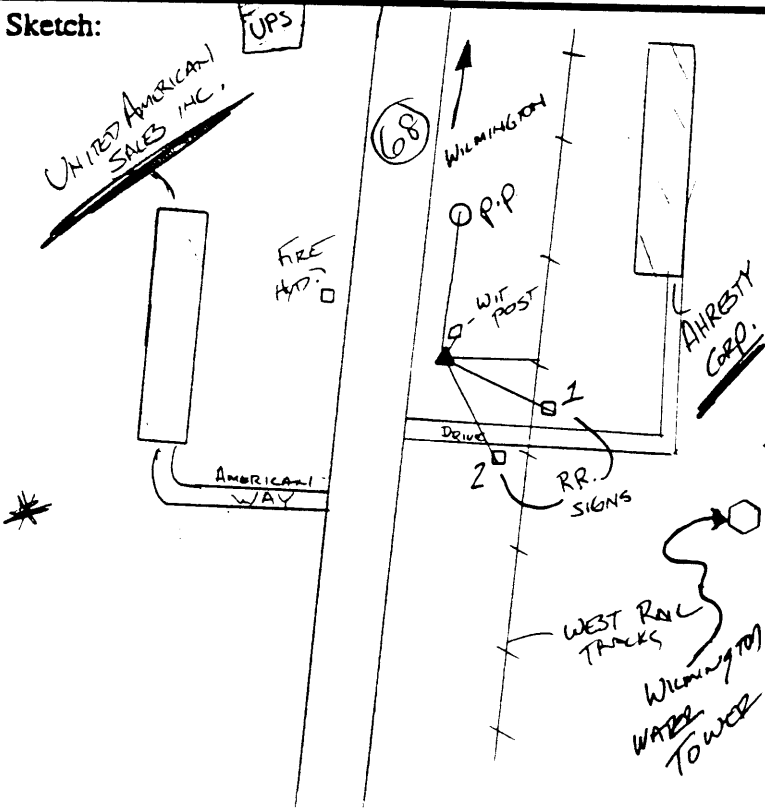 Sketch:
UPS
UNITED AMERICAN
SALES INC.
68
WILMINGTON
P.P
FIRE
HYD.
WIT
POST
AHRESTY
CORP.
1
DRIVE
2
RR.
SIGNS
AMERICAN
WAY
WEST RAIL
TRACKS
WILMINGTON
WATER
TOWER